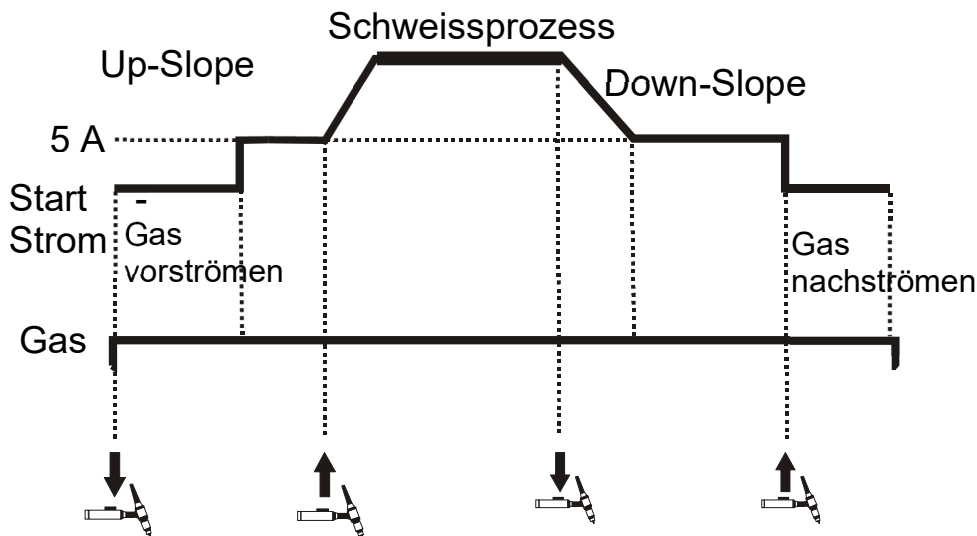 Schweissprozess
Up-Slope
Down-Slope
5 A
Start
Strom
Gas
vorströmen
Gas
nachströmen
Gas